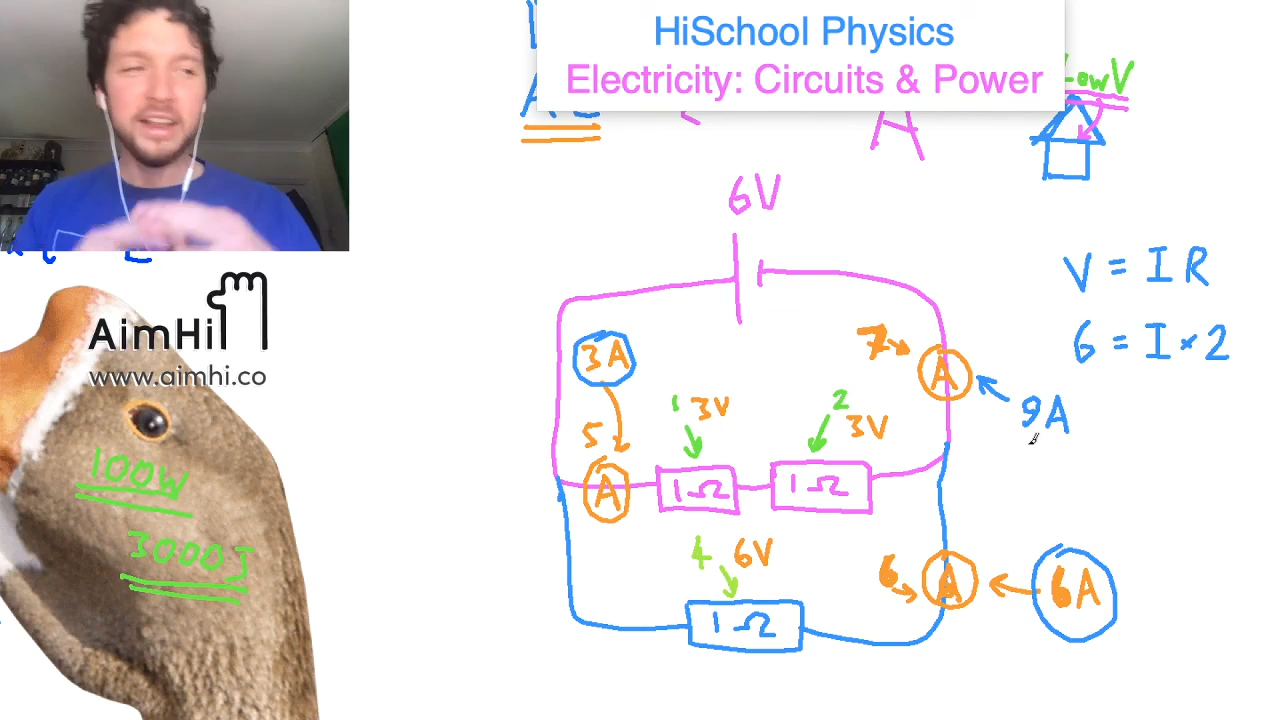 HiSchool Physics
Electricity: Circuits & Power
LowV
A
6V
V = I R
6 = I × 2
AimHi
www.aimhi.co
3A
7
A
9A
1 3V
2
3V
5
A
1Ω
1Ω
100W
3000J
4 6V
6
A
6A
1Ω